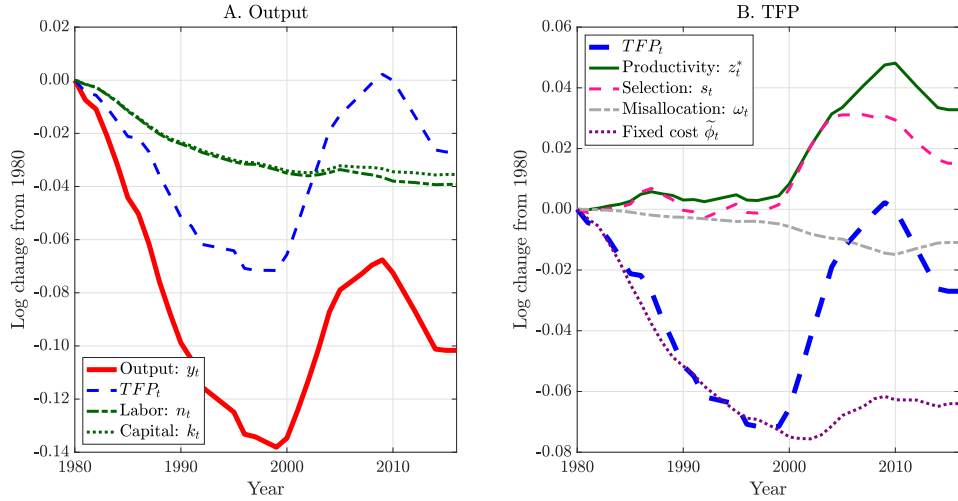 A. Output
0.02
0.00
-0.02
-0.04
-0.06
-0.08
-0.10
-0.12
-0.14
Log change from 1980
Output: y_t
TFP_t
Labor: n_t
Capital: k_t
1980
1990
2000
2010
Year
B. TFP
0.06
0.04
0.02
0.00
-0.02
-0.04
-0.06
-0.08
Log change from 1980
TFP_t
Productivity: z_t^*
Selection: s_t
Misallocation: ω_t
Fixed cost ϕ̃_t
1980
1990
2000
2010
Year